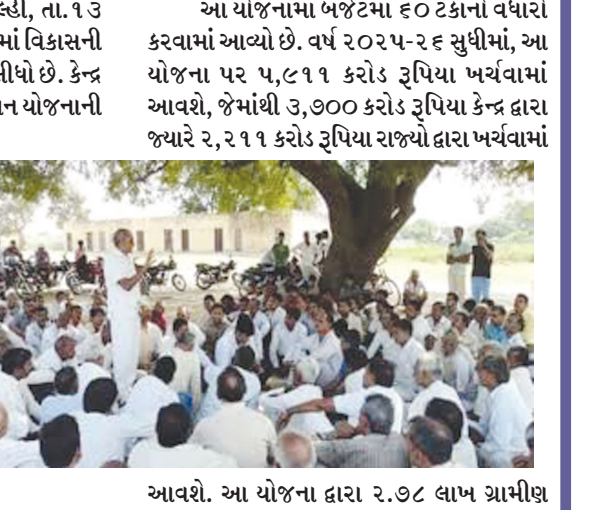 લ્હી, તા.૧૩
માં વિકાસની
ીધો છે. કેન્દ્ર
ન યોજનાની
આ યોજનામાં બજેટમાં ૬૦ ટકાનો વધારો
કરવામાં આવ્યો છે. વર્ષ ૨૦૨૫-૨૬ સુધીમાં, આ
યોજના પર ૫,૯૧૧ કરોડ રૂપિયા ખર્ચવામાં
આવશે, જેમાંથી ૩,૭૦૦ કરોડ રૂપિયા કેન્દ્ર દ્વારા
જ્યારે ૨,૨૧૧ કરોડ રૂપિયા રાજ્યો દ્વારા ખર્ચવામાં
આવશે. આ યોજના દ્વારા ૨.૭૮ લાખ ગ્રામીણ